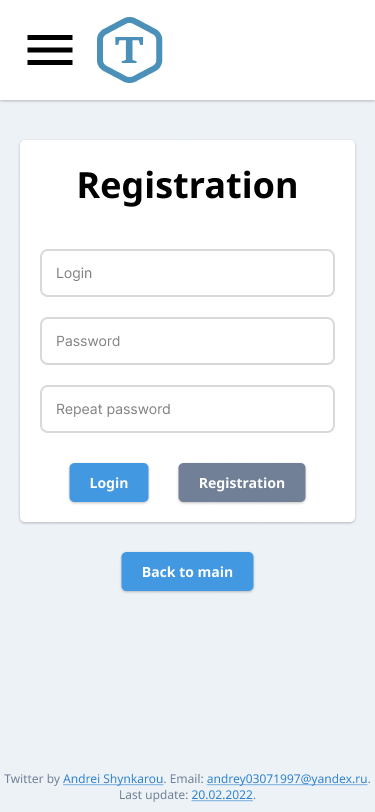 T
Registration
Login
Password
Repeat password
Login Registration
Back to main
Twitter by Andrei Shynkarou. Email: andrey03071997@yandex.ru.
Last update: 20.02.2022.